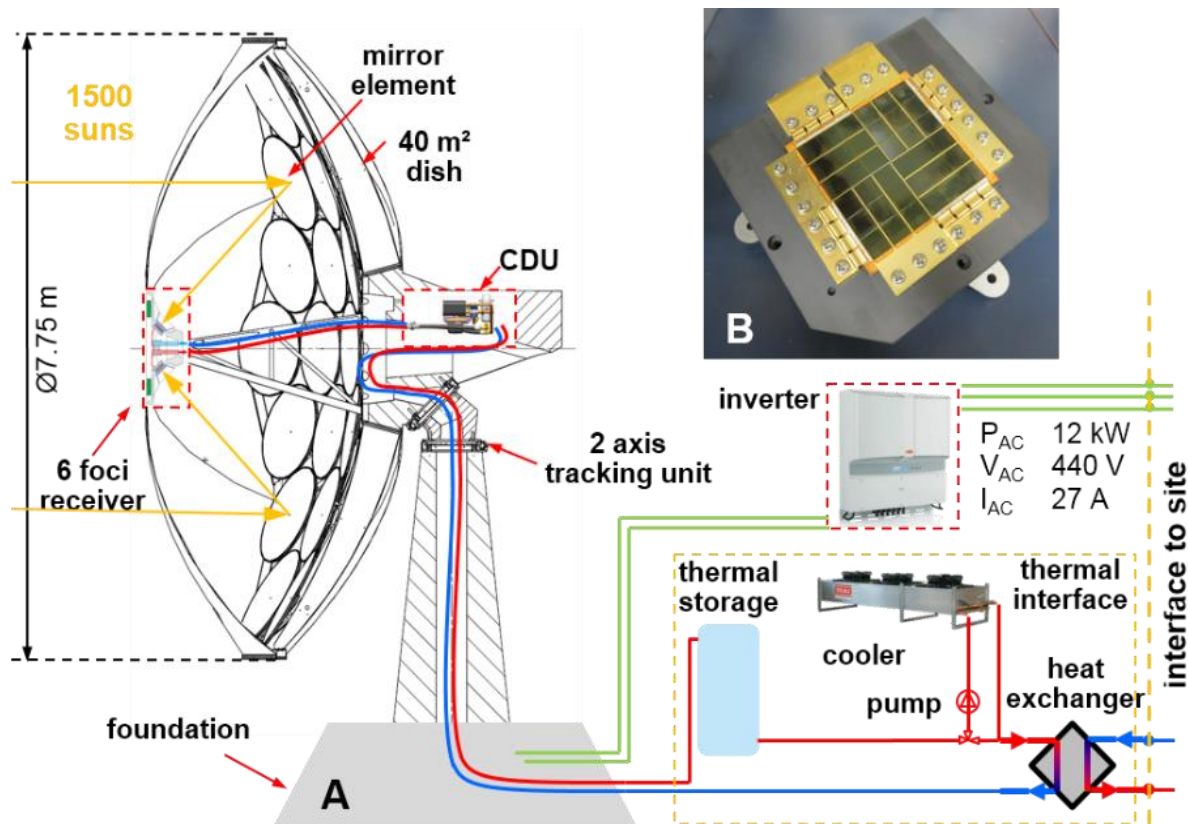 1500
suns
mirror
element
40 m²
dish
Ø7.75 m
CDU
B
6 foci
receiver
2 axis
tracking unit
inverter
P_AC 12 kW
V_AC 440 V
I_AC 27 A
interface to site
thermal
storage
thermal
interface
cooler
pump
heat
exchanger
foundation
A